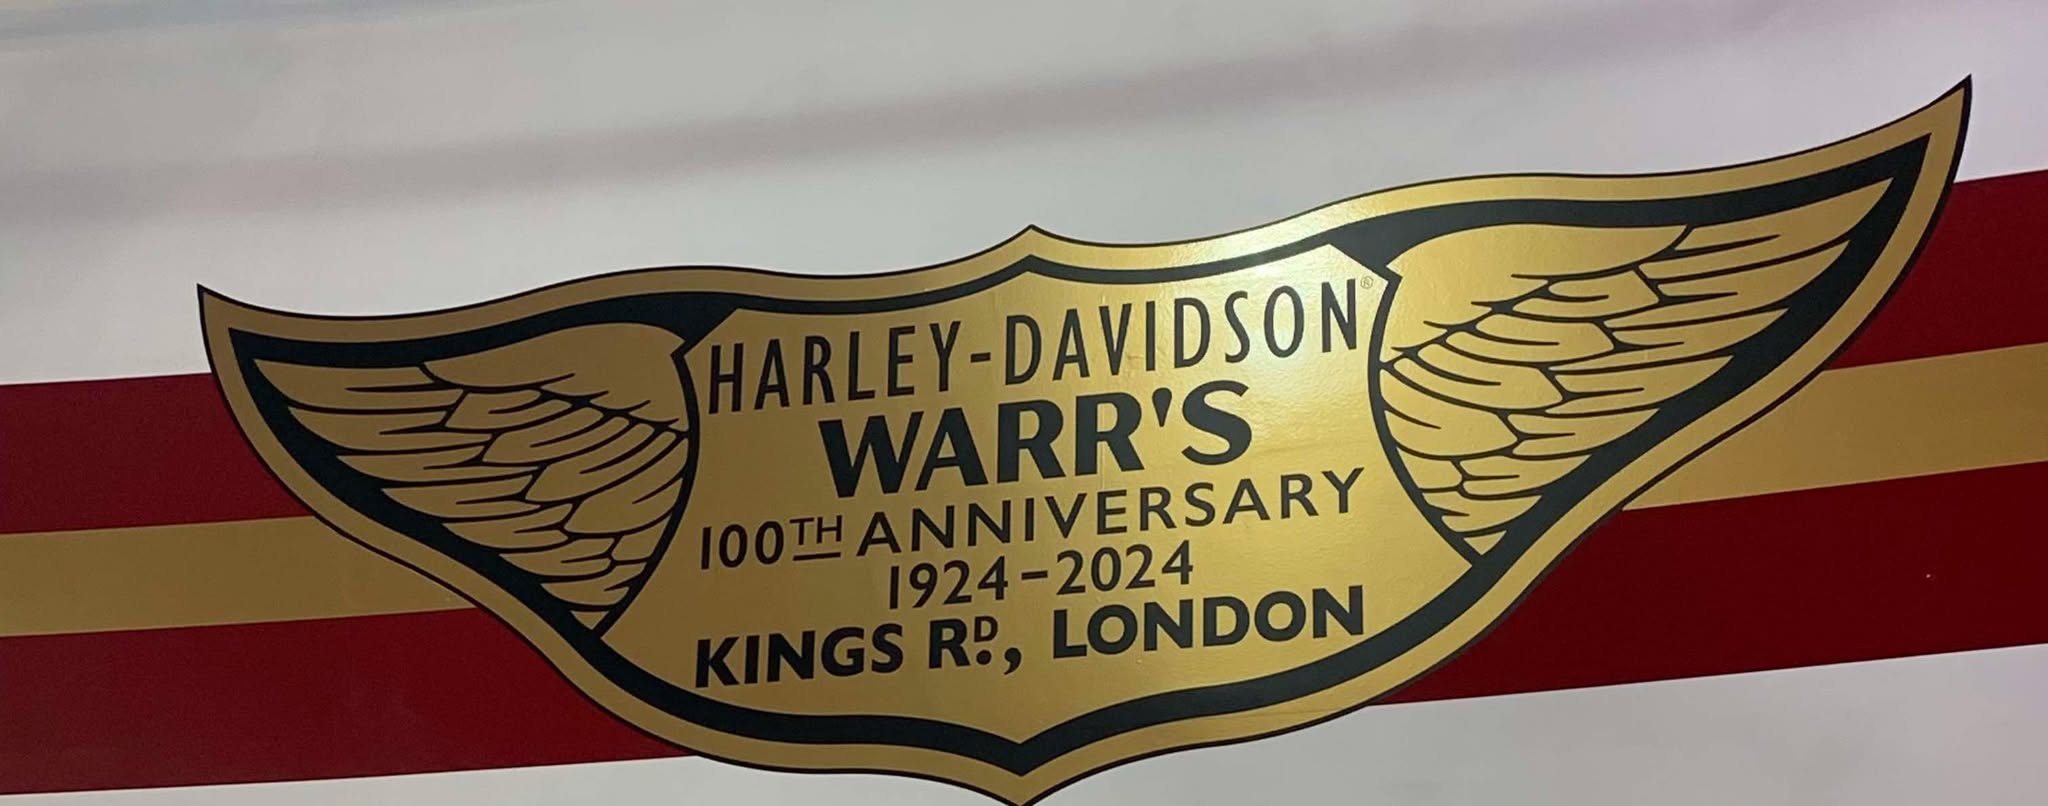 HARLEY-DAVIDSON®
WARR'S
100TH ANNIVERSARY
1924-2024
KINGS RD., LONDON